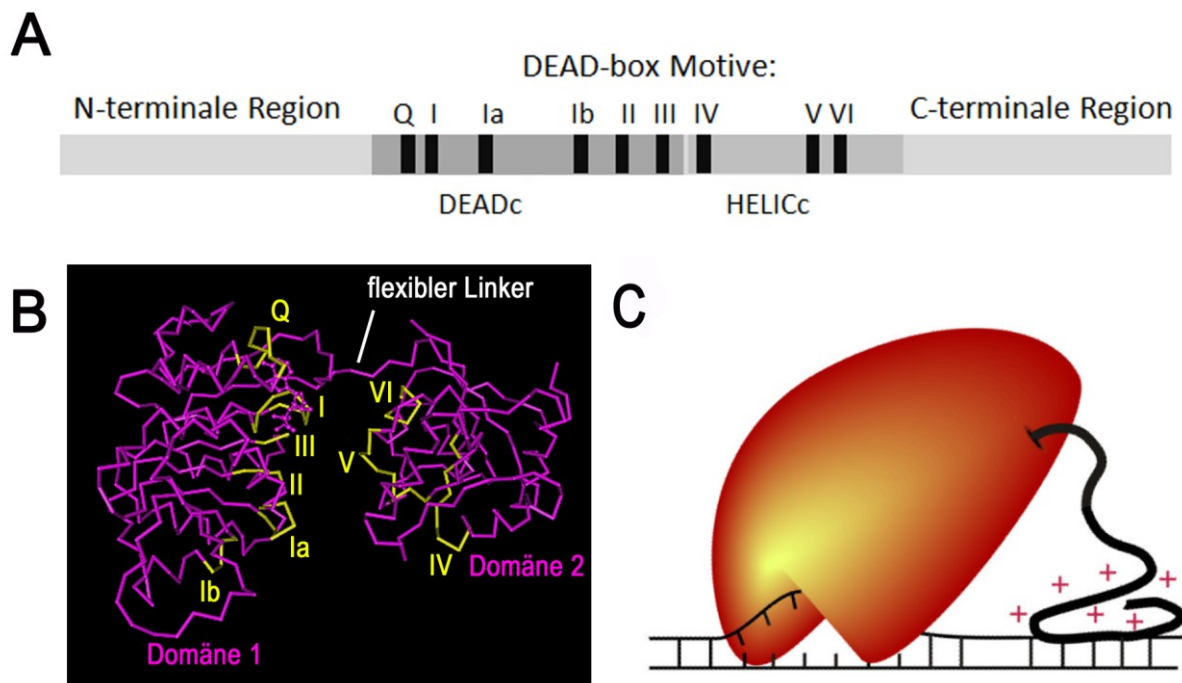 A
DEAD-box Motive:
N-terminale Region
C-terminale Region
Q I Ia Ib II III IV V VI
DEADc HELICc
B
flexibler Linker
Q
VI
I
III
V
II
Ia
IV
Ib
Domäne 2
Domäne 1
C
+ + + + + +